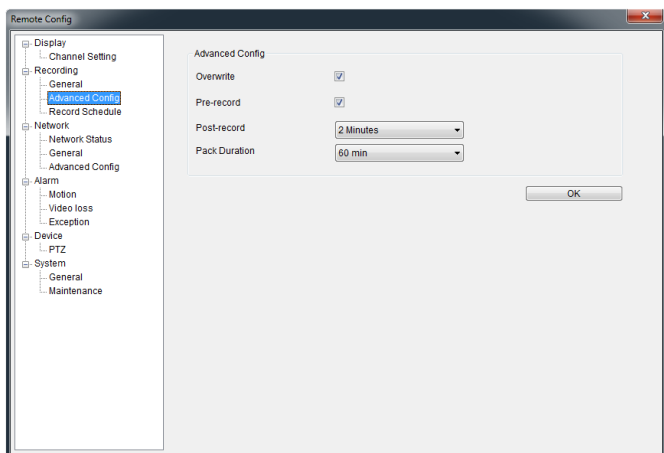 Remote Config
Display
Channel Setting
Recording
General
Advanced Config
Record Schedule
Network
Network Status
General
Advanced Config
Alarm
Motion
Video loss
Exception
Device
PTZ
System
General
Maintenance
Advanced Config
Overwrite
Pre-record
Post-record 2 Minutes
Pack Duration 60 min
OK